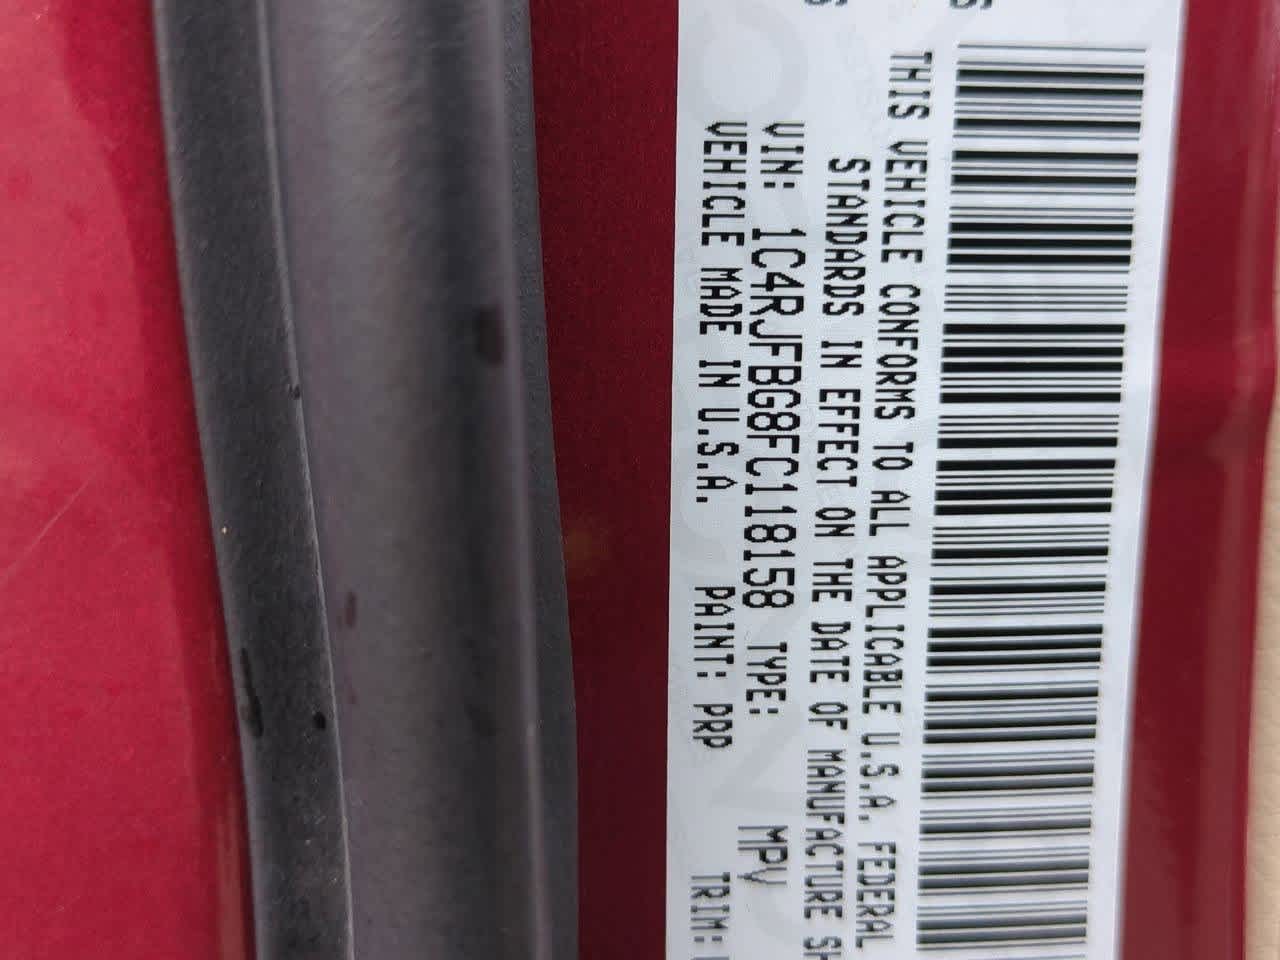 THIS VEHICLE CONFORMS TO ALL APPLICABLE U.S.A. FEDERAL
STANDARDS IN EFFECT ON THE DATE OF MANUFACTURE
VIN: 1C4RJFBG8FC118158 TYPE: MPV
VEHICLE MADE IN U.S.A. PAINT: PRP TRIM: